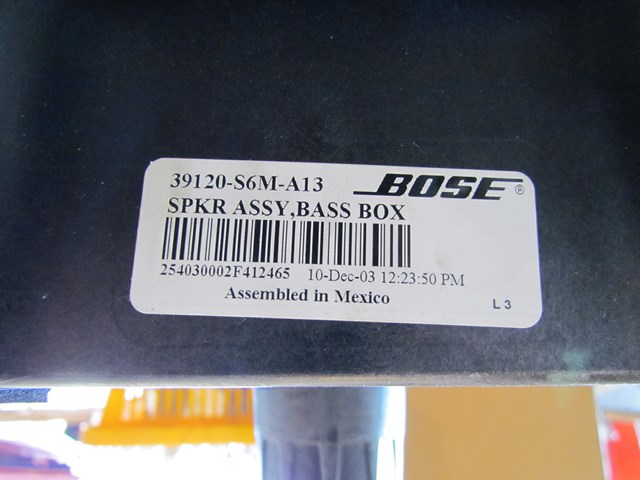 39120-S6M-A13 BOSE®
SPKR ASSY,BASS BOX
254030002F412465 10-Dec-03 12:23:50 PM
Assembled in Mexico
L 3